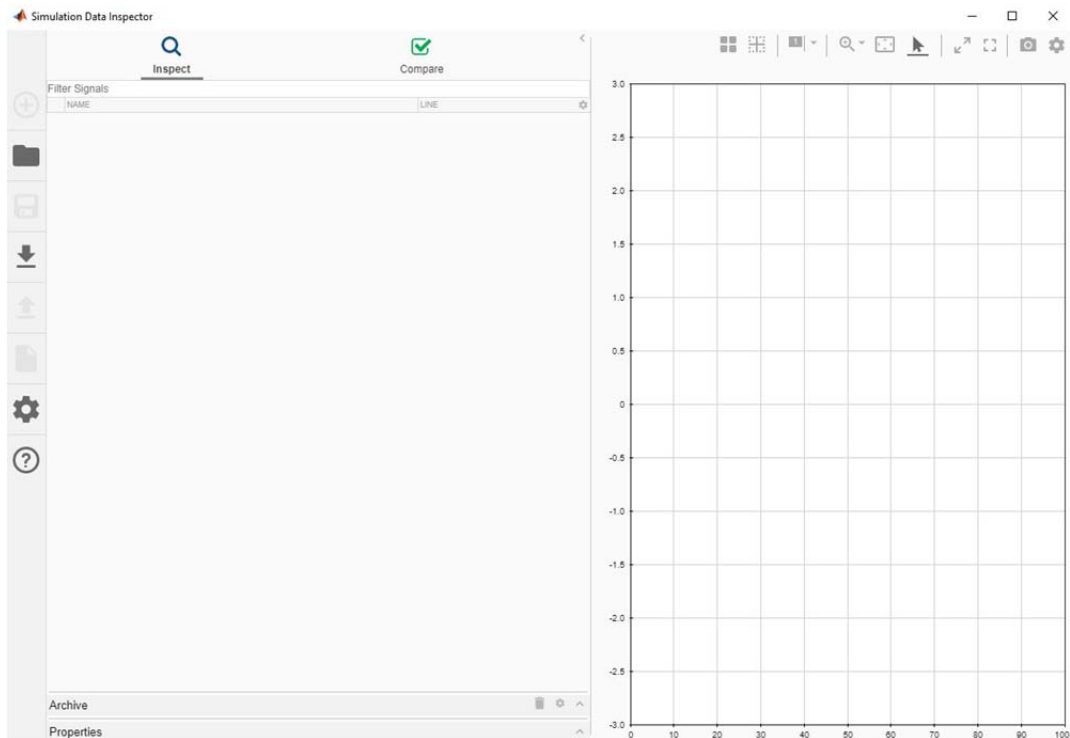 Simulation Data Inspector
Inspect
Compare
Filter Signals
NAME LINE
Archive
Properties
1
3.0
2.5
2.0
1.5
1.0
0.5
0
-0.5
-1.0
-1.5
-2.0
-2.5
-3.0
0 10 20 30 40 50 60 70 80 90 100